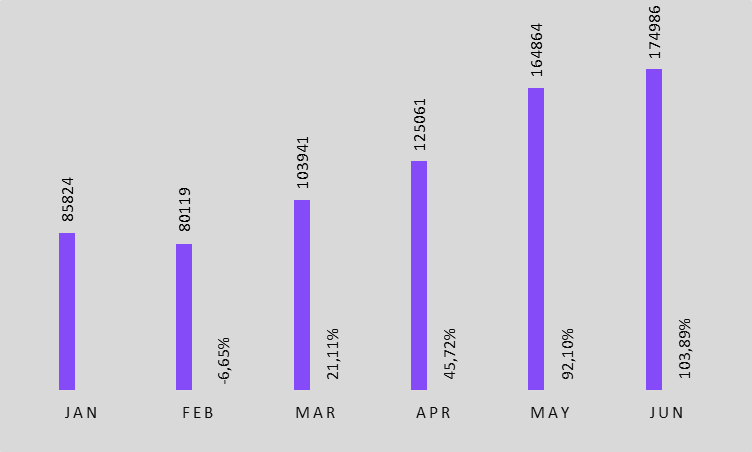 85824
80119
103941
125061
164864
174986
-6,65%
21,11%
45,72%
92,10%
103,89%
JAN
FEB
MAR
APR
MAY
JUN